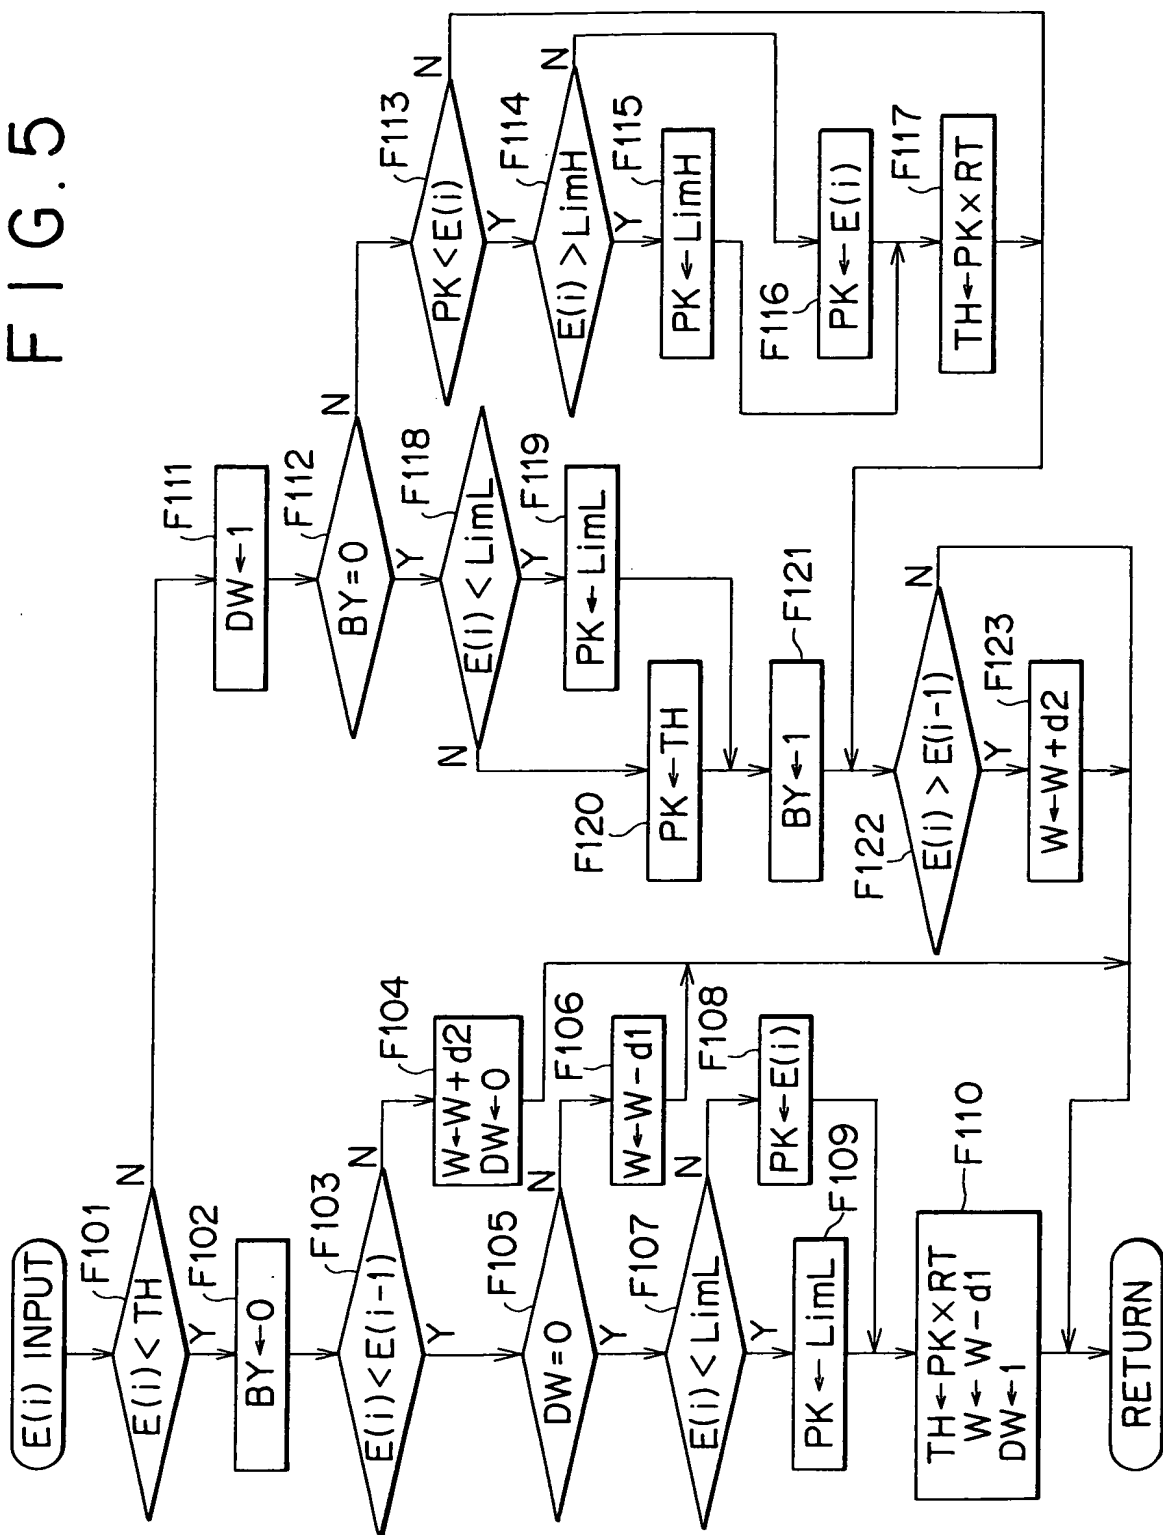 FIG. 5
E(i) INPUT
F101
E(i) < TH
N
Y
F102
BY←0
F103
E(i) < E(i-1)
N
Y
F104
W←W+d2
DW←0
F105
DW=0
N
Y
F106
W←W-d1
F107
E(i) < LimL
N
Y
F108
PK←E(i)
F109
PK←LimL
F110
TH←PK×RT
W←W-d1
DW←1
RETURN
F111
DW←1
F112
BY=0
N
Y
F113
PK<E(i)
N
Y
F114
E(i) > LimH
N
Y
F115
PK←LimH
F116
PK←E(i)
F117
TH←PK×RT
F118
E(i) < LimL
N
Y
F119
PK←LimL
F120
PK←TH
F121
BY←1
F122
E(i) > E(i-1)
N
Y
F123
W←W+d2